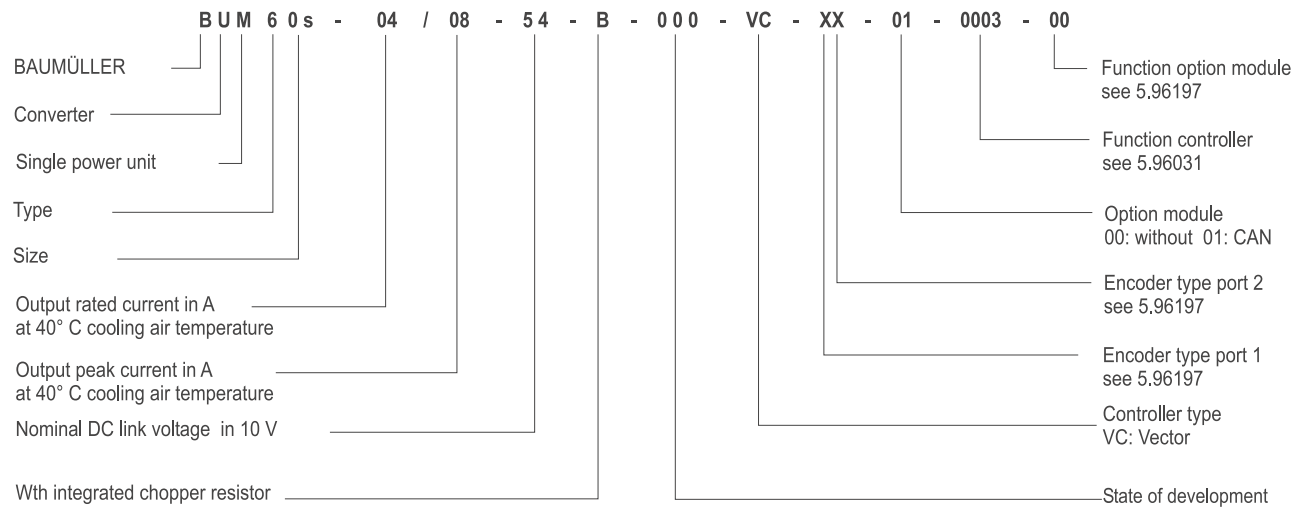 B U M 6 0 s - 04 / 08 - 5 4 - B - 0 0 0 - VC - XX - 01 - 0003 - 00
BAUMÜLLER
Converter
Single power unit
Type
Size
Output rated current in A
at 40° C cooling air temperature
Output peak current in A
at 40° C cooling air temperature
Nominal DC link voltage in 10 V
Wth integrated chopper resistor
Function option module
see 5.96197
Function controller
see 5.96031
Option module
00: without 01: CAN
Encoder type port 2
see 5.96197
Encoder type port 1
see 5.96197
Controller type
VC: Vector
State of development